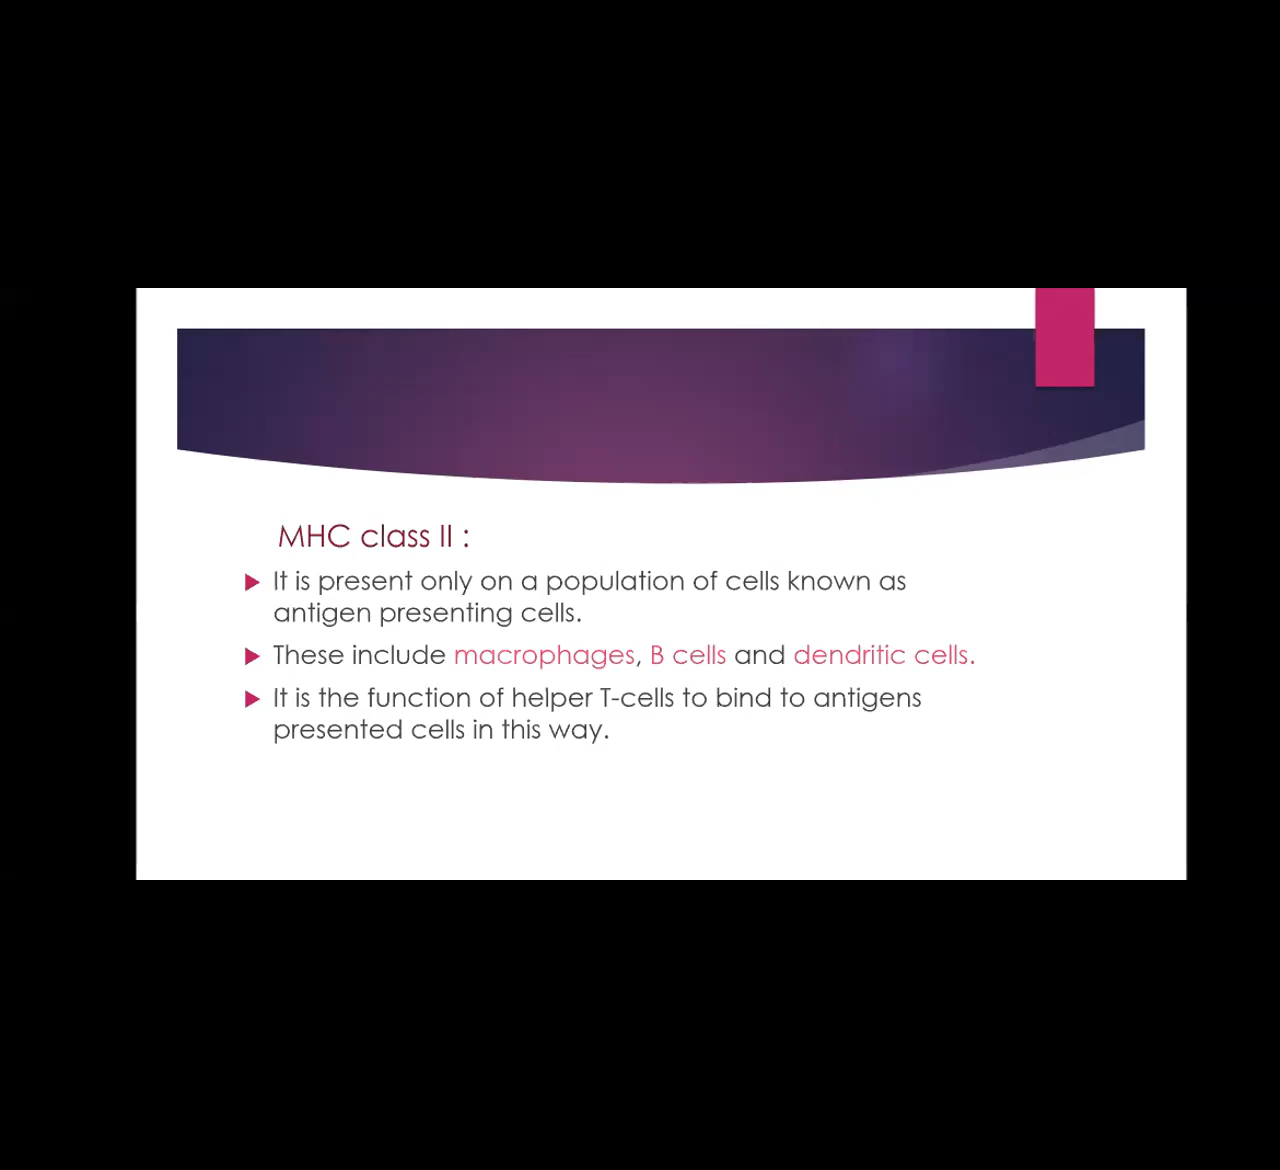 MHC class II :
It is present only on a population of cells known as
antigen presenting cells.
These include macrophages, B cells and dendritic cells.
It is the function of helper T-cells to bind to antigens
presented cells in this way.